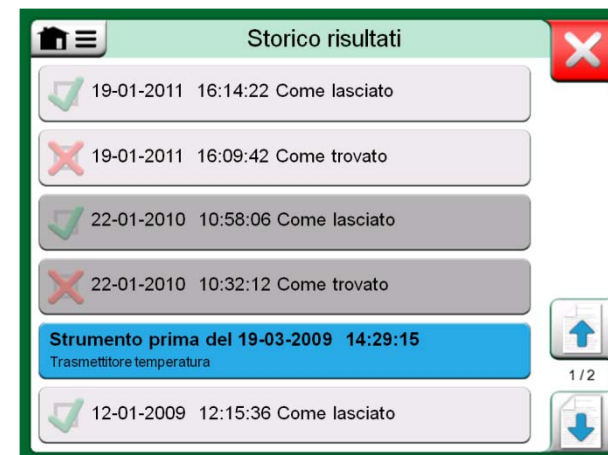 Storico risultati
19-01-2011 16:14:22 Come lasciato
19-01-2011 16:09:42 Come trovato
22-01-2010 10:58:06 Come lasciato
22-01-2010 10:32:12 Come trovato
Strumento prima del 19-03-2009 14:29:15
Trasmettitore temperatura
1/2
12-01-2009 12:15:36 Come lasciato